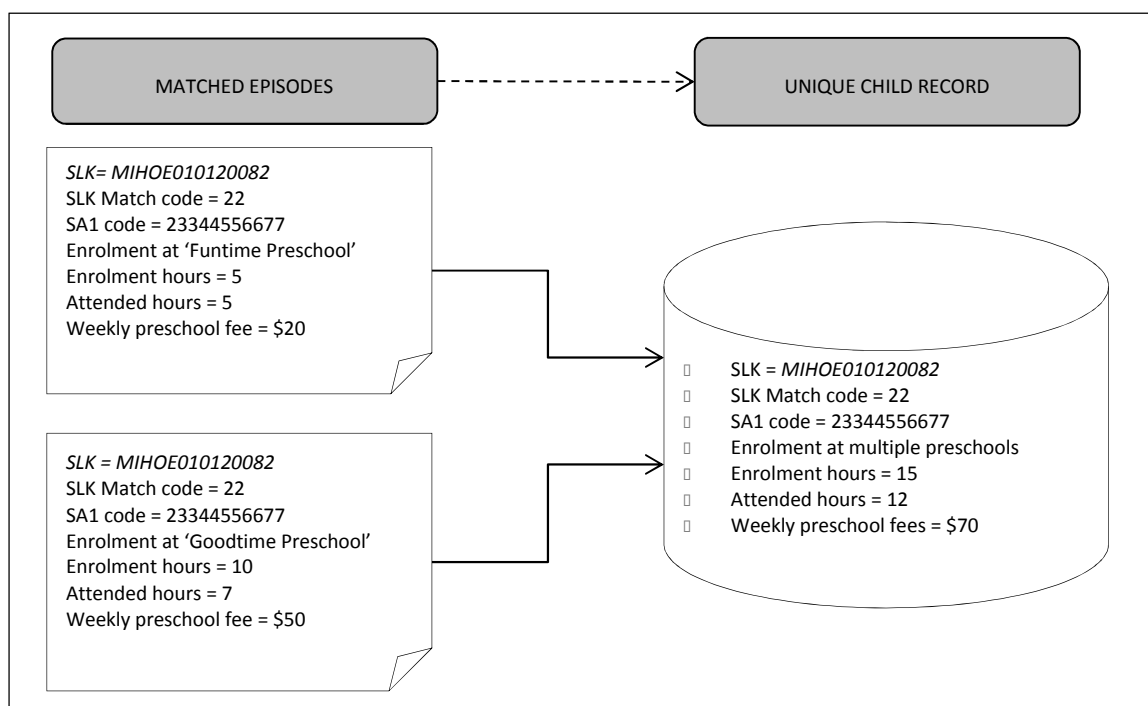 MATCHED EPISODES
UNIQUE CHILD RECORD
SLK= MIHOE010120082
SLK Match code = 22
SA1 code = 23344556677
Enrolment at ‘Funtime Preschool’
Enrolment hours = 5
Attended hours = 5
Weekly preschool fee = $20
SLK = MIHOE010120082
SLK Match code = 22
SA1 code = 23344556677
Enrolment at ‘Goodtime Preschool’
Enrolment hours = 10
Attended hours = 7
Weekly preschool fee = $50
SLK = MIHOE010120082
SLK Match code = 22
SA1 code = 23344556677
Enrolment at multiple preschools
Enrolment hours = 15
Attended hours = 12
Weekly preschool fees = $70